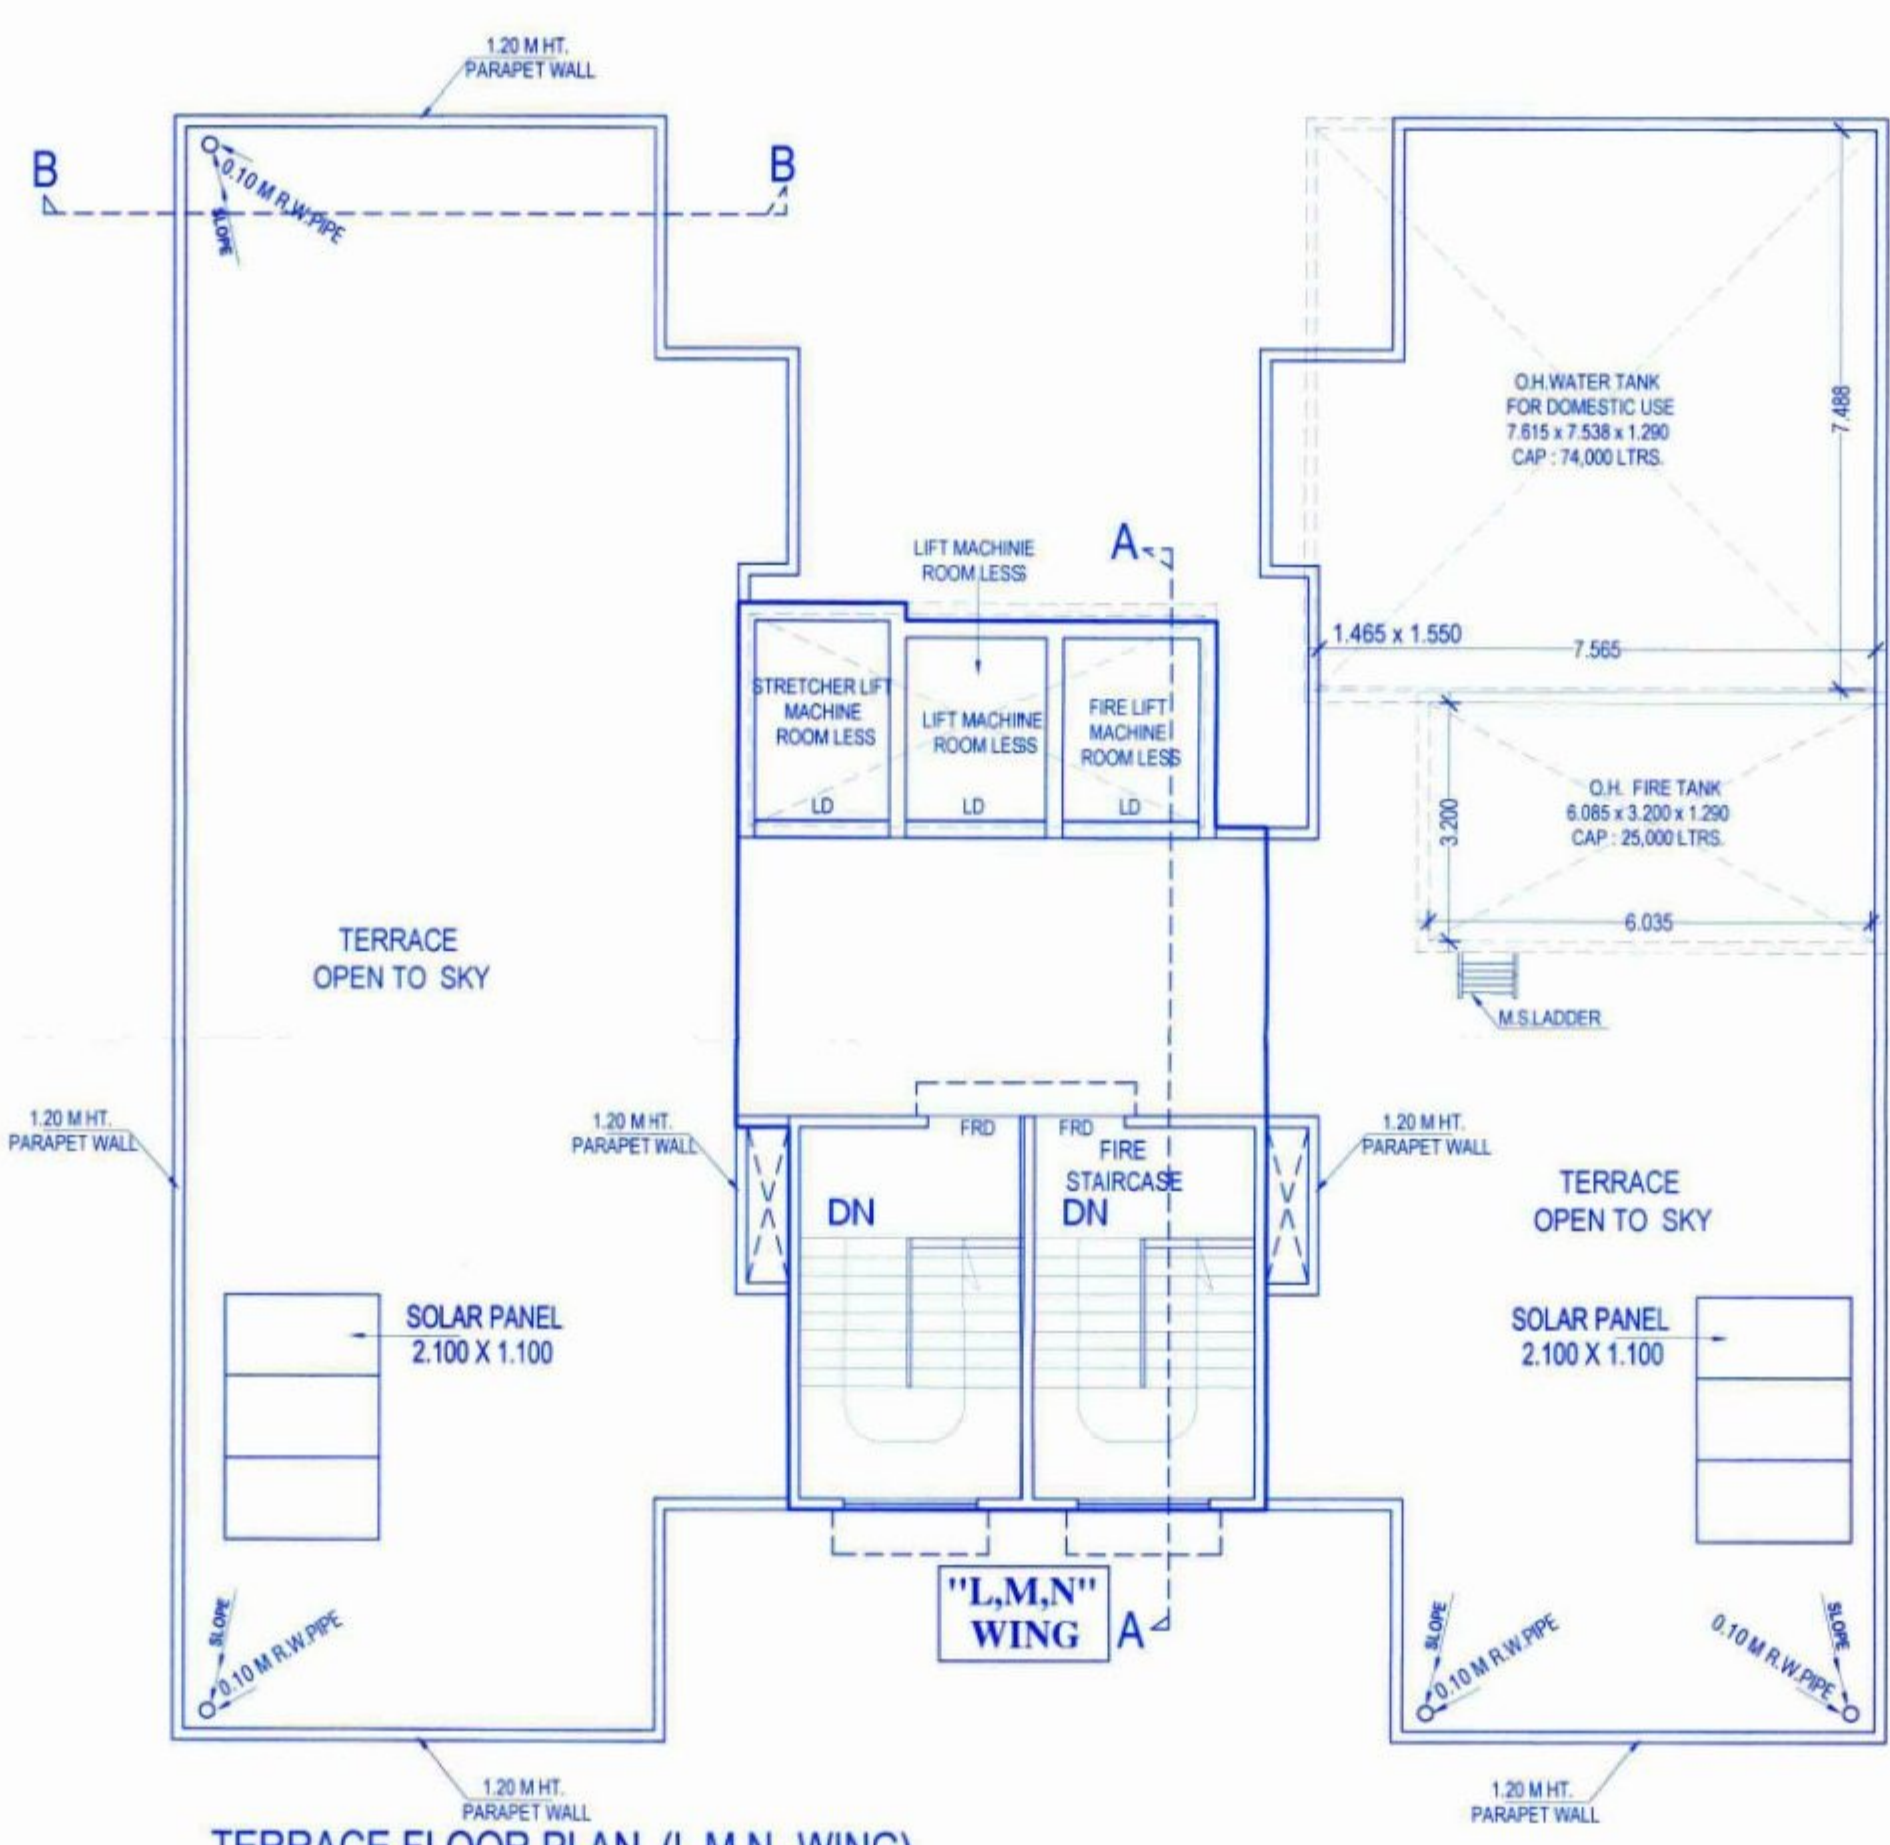 1.20 M HT.
PARAPET WALL
B
B
0.10 M R.W.PIPE
SLOPE
O.H.WATER TANK
FOR DOMESTIC USE
7.615 x 7.538 x 1.290
CAP : 74,000 LTRS.
7.488
A
LIFT MACHINIE
ROOM LESS
1.465 x 1.550
7.565
STRETCHER LIFT
MACHINE
ROOM LESS
LIFT MACHINE
ROOM LESS
FIRE LIFT
MACHINE
ROOM LESS
LD
LD
LD
O.H. FIRE TANK
6.085 x 3.200 x 1.290
CAP : 25,000 LTRS.
3.200
6.035
M.S.LADDER
TERRACE
OPEN TO SKY
1.20 M HT.
PARAPET WALL
1.20 M HT.
PARAPET WALL
FRD
FRD
FIRE
STAIRCASE
DN
DN
1.20 M HT.
PARAPET WALL
TERRACE
OPEN TO SKY
SOLAR PANEL
2.100 X 1.100
SOLAR PANEL
2.100 X 1.100
"L,M,N"
WING
A
SLOPE
0.10 M R.W.PIPE
SLOPE
0.10 M R.W.PIPE
0.10 M R.W.PIPE
SLOPE
1.20 M HT.
PARAPET WALL
1.20 M HT.
PARAPET WALL
TERRACE FLOOR PLAN (L,M,N WING)